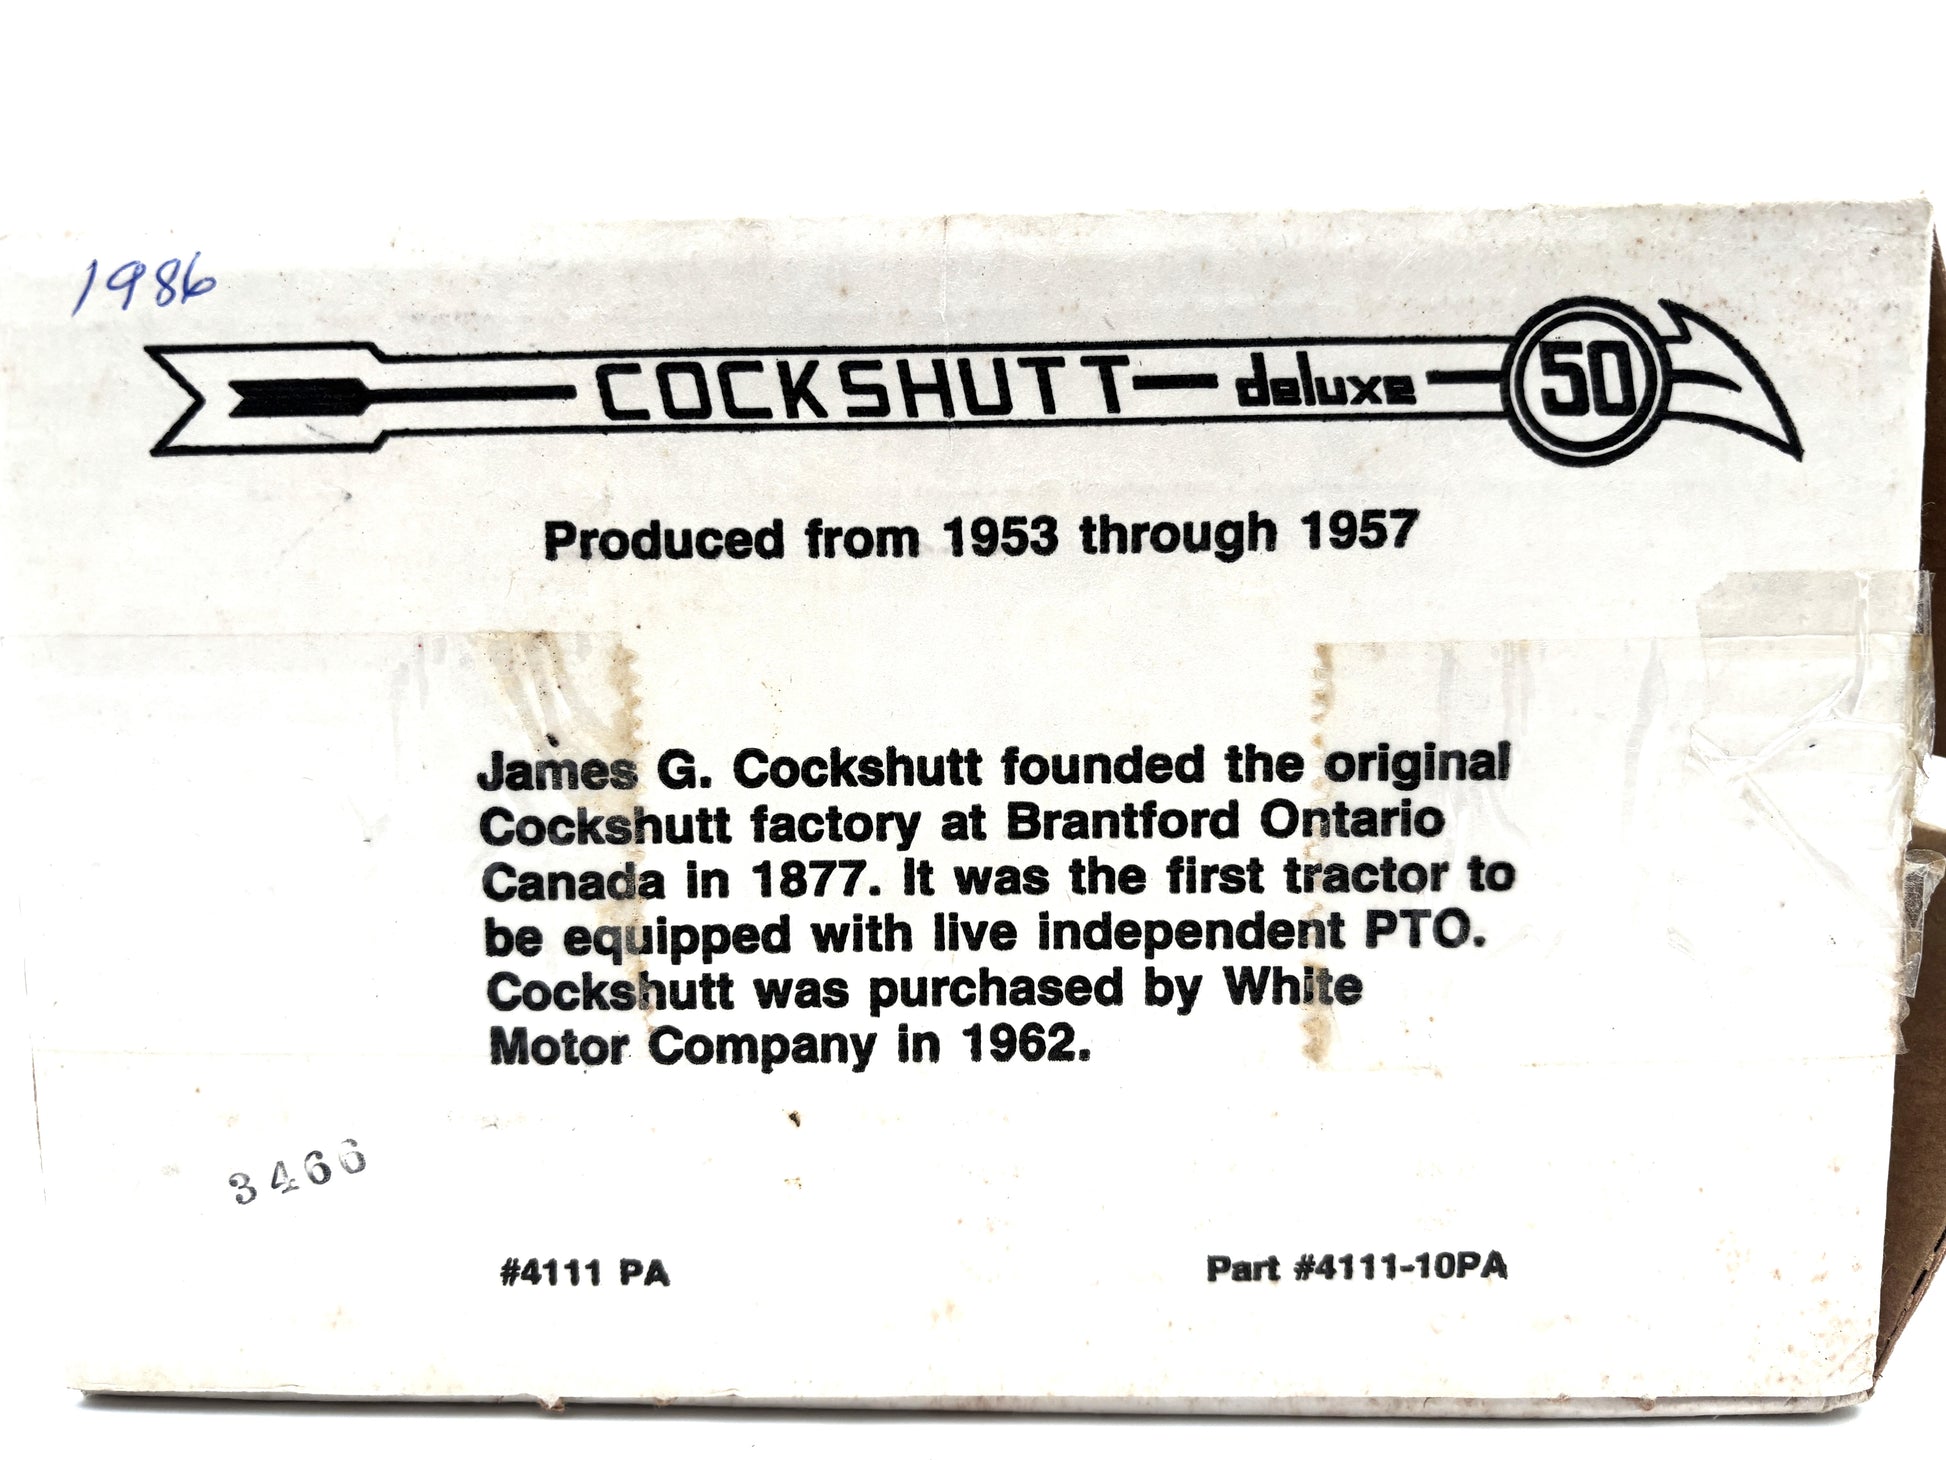 1986
COCKSHUTT deluxe 50
Produced from 1953 through 1957
James G. Cockshutt founded the original
Cockshutt factory at Brantford Ontario
Canada in 1877. It was the first tractor to
be equipped with live independent PTO.
Cockshutt was purchased by White
Motor Company in 1962.
3466
#4111 PA
Part #4111-10PA